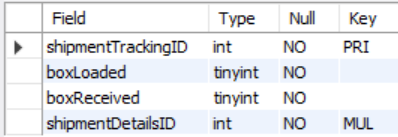 Field Type Null Key
shipmentTrackingID int NO PRI
boxLoaded tinyint NO
boxReceived tinyint NO
shipmentDetailsID int NO MUL